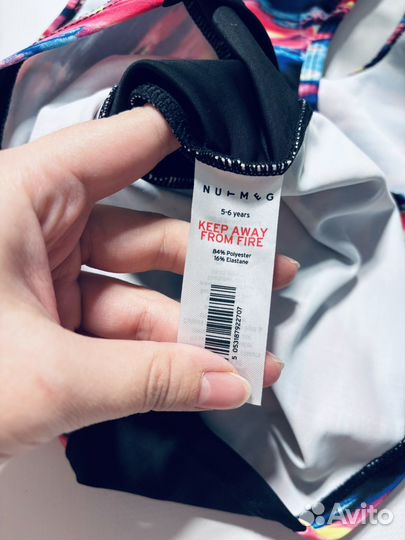 NUTMEG
5-6 years
KEEP AWAY
FROM FIRE
84% Polyester
16% Elastane
5 053187922707
Avito